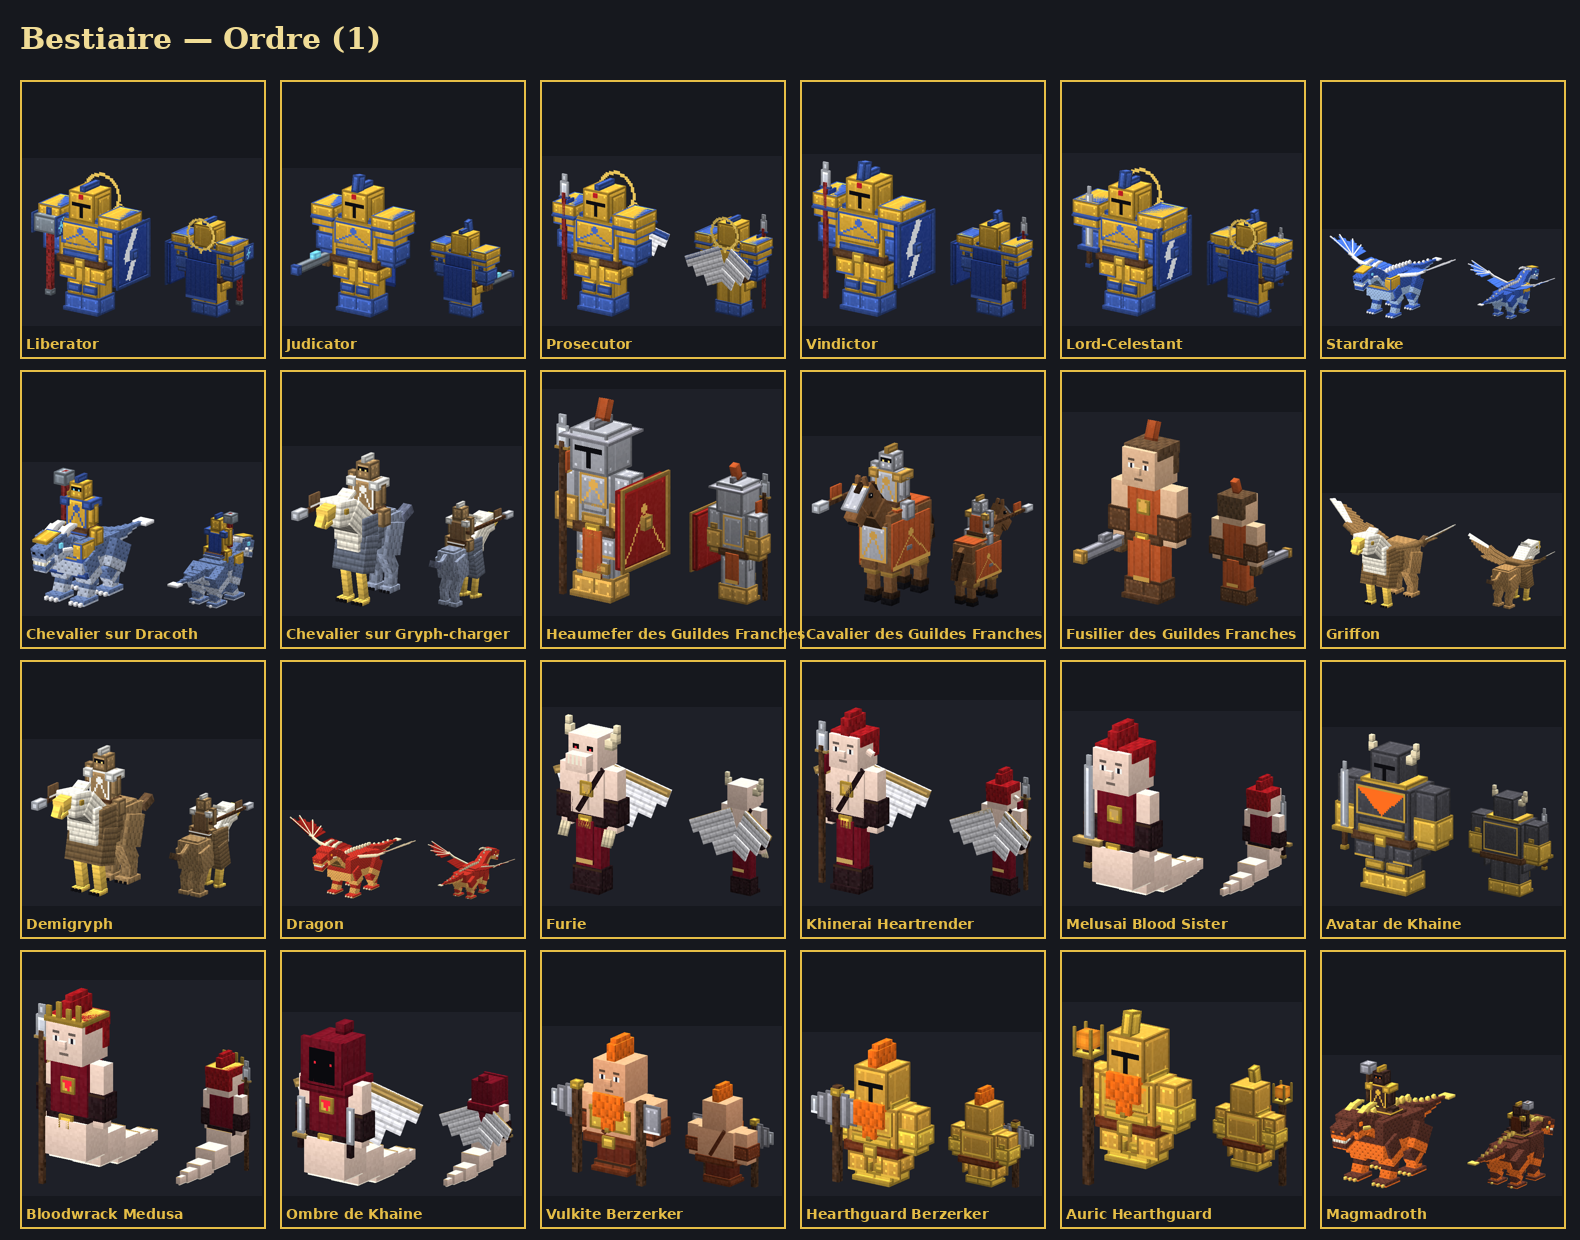 Bestiaire — Ordre (1)
Liberator
Judicator
Prosecutor
Vindictor
Lord-Celestant
Stardrake
Chevalier sur Dracoth
Chevalier sur Gryph-charger
Heaumefer des Guildes Franches
Cavalier des Guildes Franches
Fusilier des Guildes Franches
Griffon
Demigryph
Dragon
Furie
Khinerai Heartrender
Melusai Blood Sister
Avatar de Khaine
Bloodwrack Medusa
Ombre de Khaine
Vulkite Berzerker
Hearthguard Berzerker
Auric Hearthguard
Magmadroth